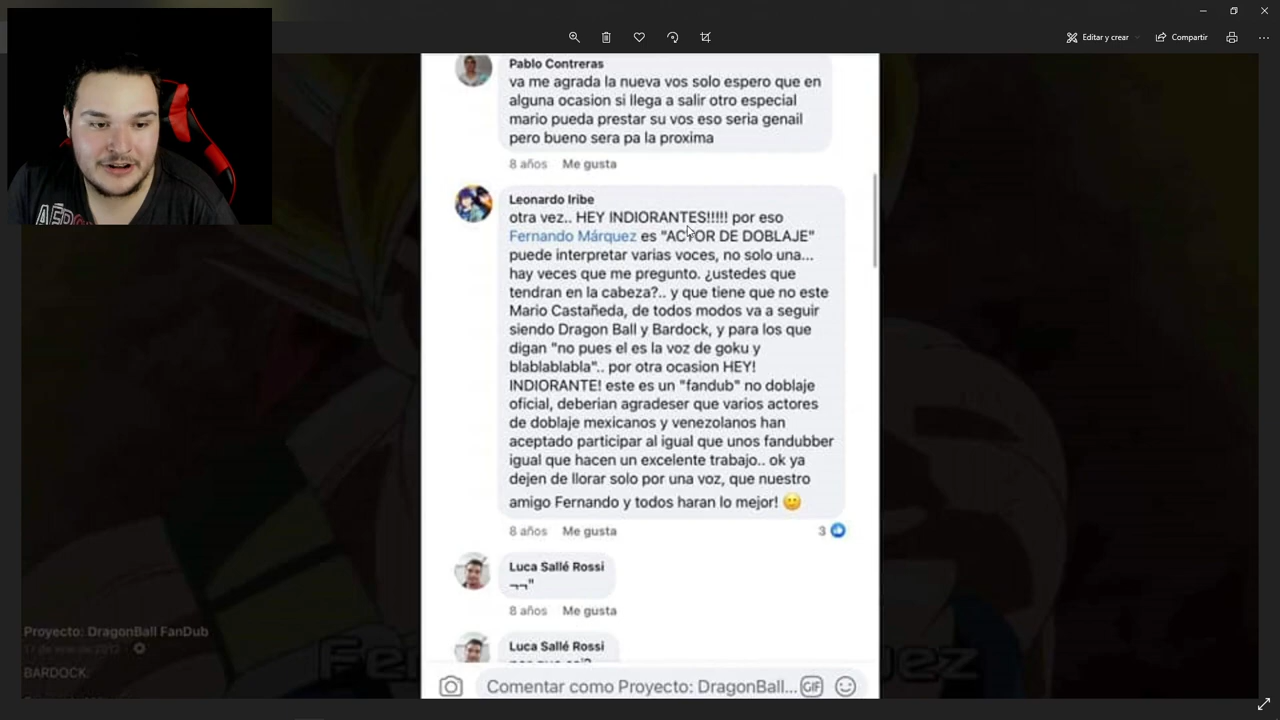 Editar y crear
Compartir
Pablo Contreras
va me agrada la nueva vos solo espero que en
alguna ocasion si llega a salir otro especial
mario pueda prestar su vos eso seria genail
pero bueno sera pa la proxima
8 años Me gusta
Leonardo Iribe
otra vez.. HEY INDIORANTES!!!!! por eso
Fernando Márquez es "ACTOR DE DOBLAJE"
puede interpretar varias voces, no solo una...
hay veces que me pregunto. ¿ustedes que
tendran en la cabeza?.. y que tiene que no este
Mario Castañeda, de todos modos va a seguir
siendo Dragon Ball y Bardock, y para los que
digan "no pues el es la voz de goku y
blablablabla".. por otra ocasion HEY!
INDIORANTE! este es un "fandub" no doblaje
oficial, deberian agradeser que varios actores
de doblaje mexicanos y venezolanos han
aceptado participar al igual que unos fandubber
igual que hacen un excelente trabajo.. ok ya
dejen de llorar solo por una voz, que nuestro
amigo Fernando y todos haran lo mejor! 🙂
8 años Me gusta 3
Luca Sallé Rossi
¬¬"
8 años Me gusta
Luca Sallé Rossi
Comentar como Proyecto: DragonBall... GIF
Proyecto: DragonBall FanDub
BARDOCK: